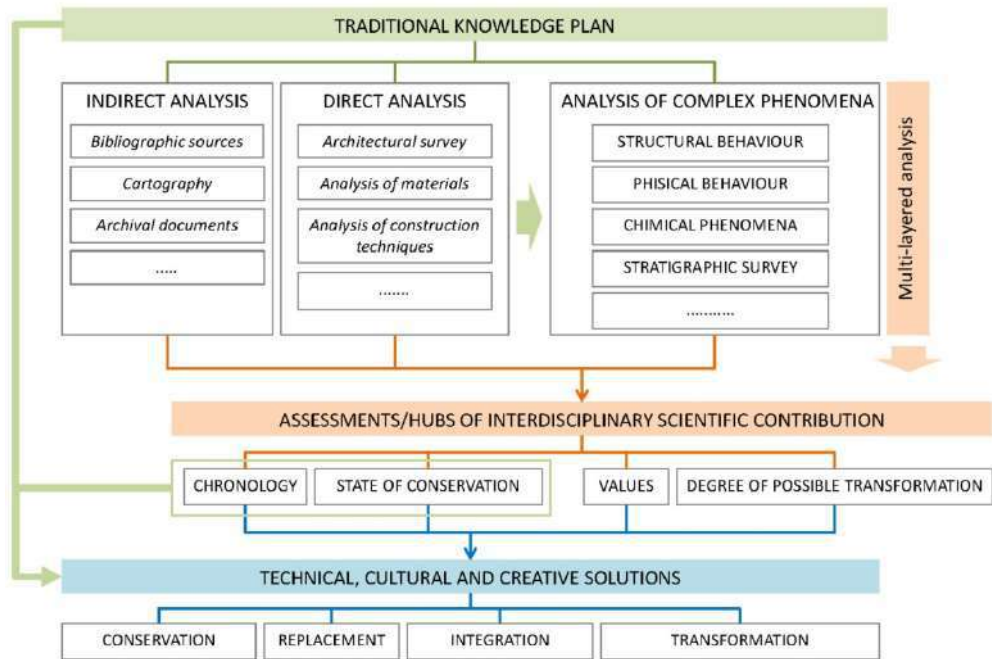 TRADITIONAL KNOWLEDGE PLAN
INDIRECT ANALYSIS
Bibliographic sources
Cartography
Archival documents
.....
DIRECT ANALYSIS
Architectural survey
Analysis of materials
Analysis of construction
techniques
.......
ANALYSIS OF COMPLEX PHENOMENA
STRUCTURAL BEHAVIOUR
PHISICAL BEHAVIOUR
CHIMICAL PHENOMENA
STRATIGRAPHIC SURVEY
...........
Multi-layered analysis
ASSESSMENTS/HUBS OF INTERDISCIPLINARY SCIENTIFIC CONTRIBUTION
CHRONOLOGY
STATE OF CONSERVATION
VALUES
DEGREE OF POSSIBLE TRANSFORMATION
TECHNICAL, CULTURAL AND CREATIVE SOLUTIONS
CONSERVATION
REPLACEMENT
INTEGRATION
TRANSFORMATION